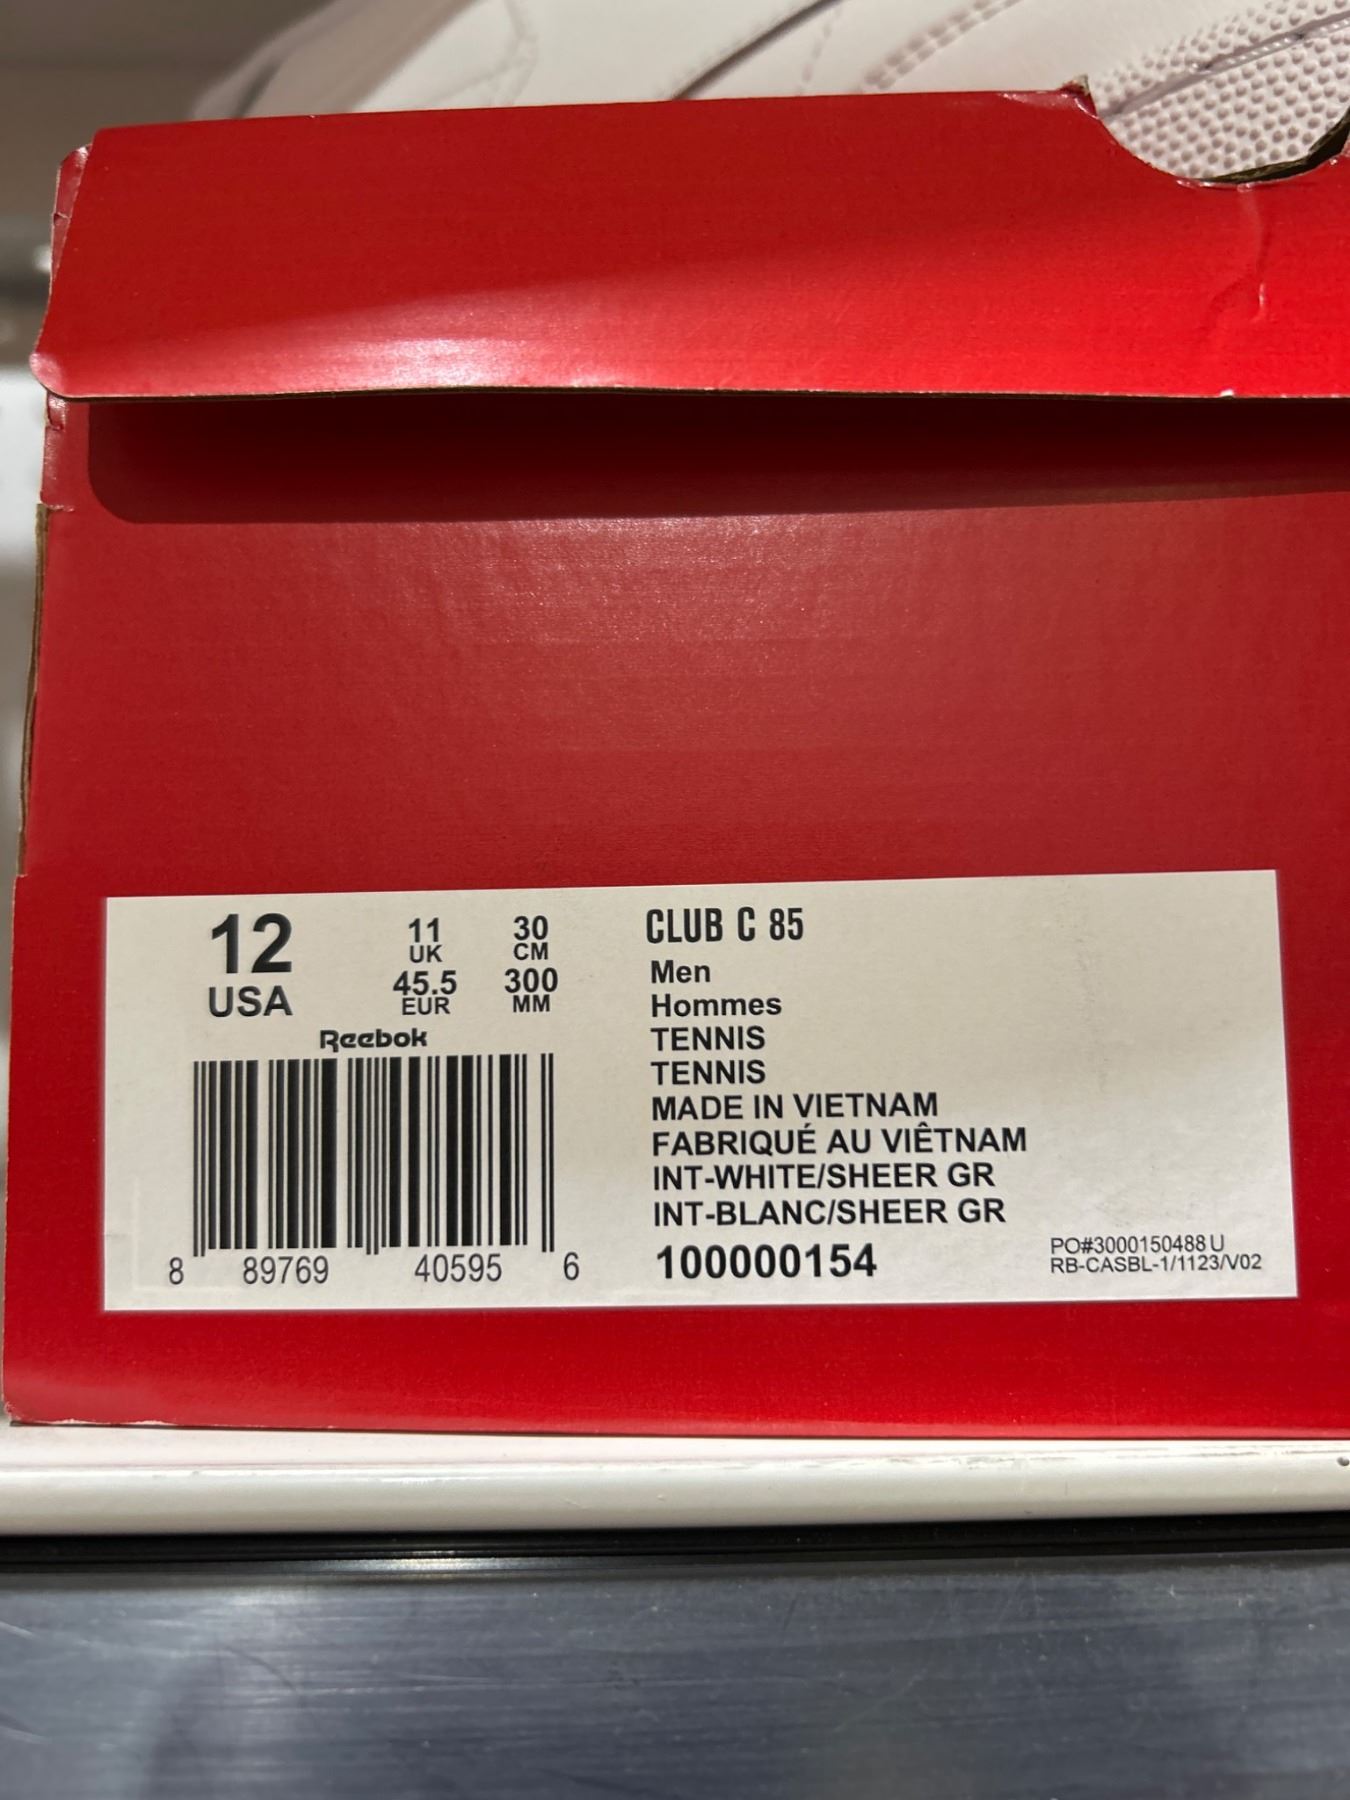 12
USA
11
UK
45.5
EUR
30
CM
300
MM
Reebok
8 89769 40595 6
CLUB C 85
Men
Hommes
TENNIS
TENNIS
MADE IN VIETNAM
FABRIQUÉ AU VIÊTNAM
INT-WHITE/SHEER GR
INT-BLANC/SHEER GR
100000154
PO#3000150488 U
RB-CASBL-1/1123/V02